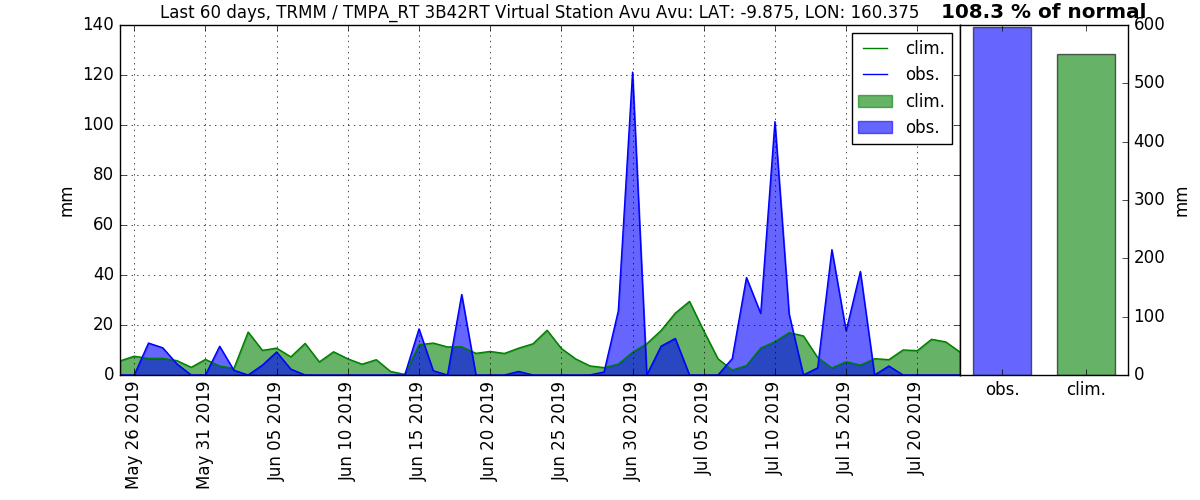 Last 60 days, TRMM / TMPA_RT 3B42RT Virtual Station Avu Avu: LAT: -9.875, LON: 160.375
108.3 % of normal
140
120
100
80
60
40
20
0
mm
clim.
obs.
clim.
obs.
600
500
400
300
200
100
0
mm
May 26 2019
May 31 2019
Jun 05 2019
Jun 10 2019
Jun 15 2019
Jun 20 2019
Jun 25 2019
Jun 30 2019
Jul 05 2019
Jul 10 2019
Jul 15 2019
Jul 20 2019
obs.
clim.